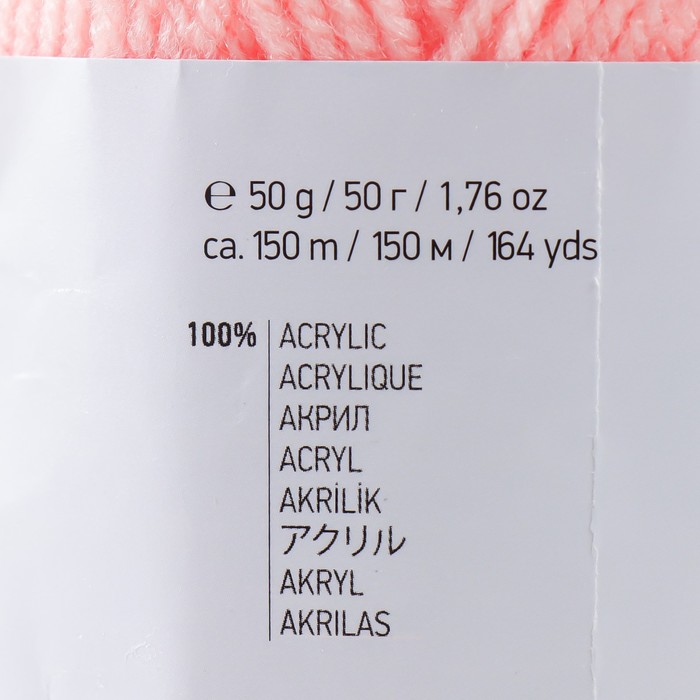 ℮ 50 g / 50 г / 1,76 oz
ca. 150 m / 150 м / 164 yds
100% ACRYLIC
ACRYLIQUE
АКРИЛ
ACRYL
AKRİLİK
アクリル
AKRYL
AKRILAS